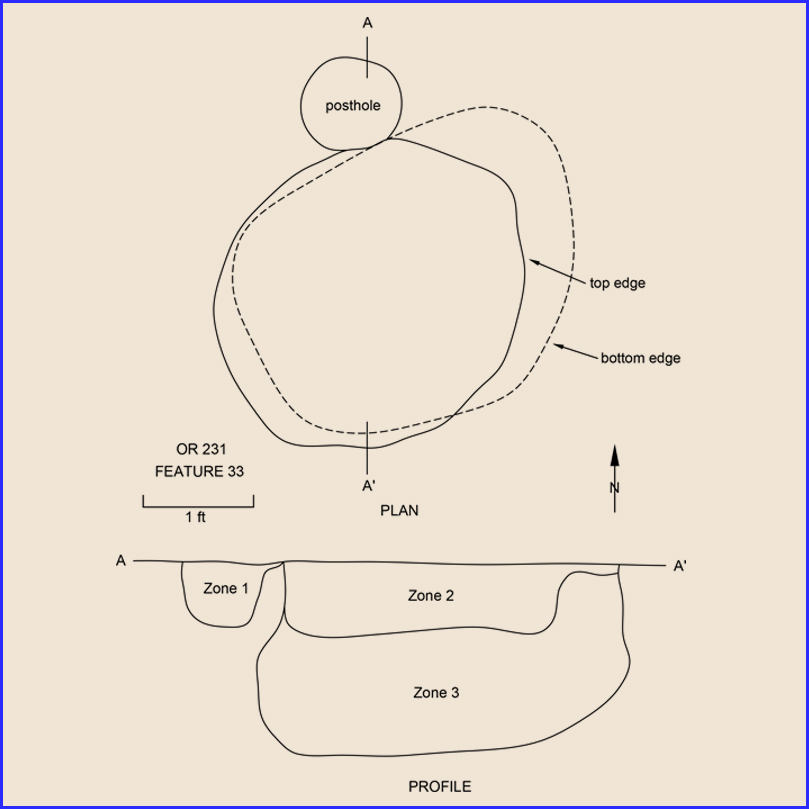 A
posthole
top edge
bottom edge
OR 231
FEATURE 33
1 ft
A'
PLAN
N
A
A'
Zone 1
Zone 2
Zone 3
PROFILE